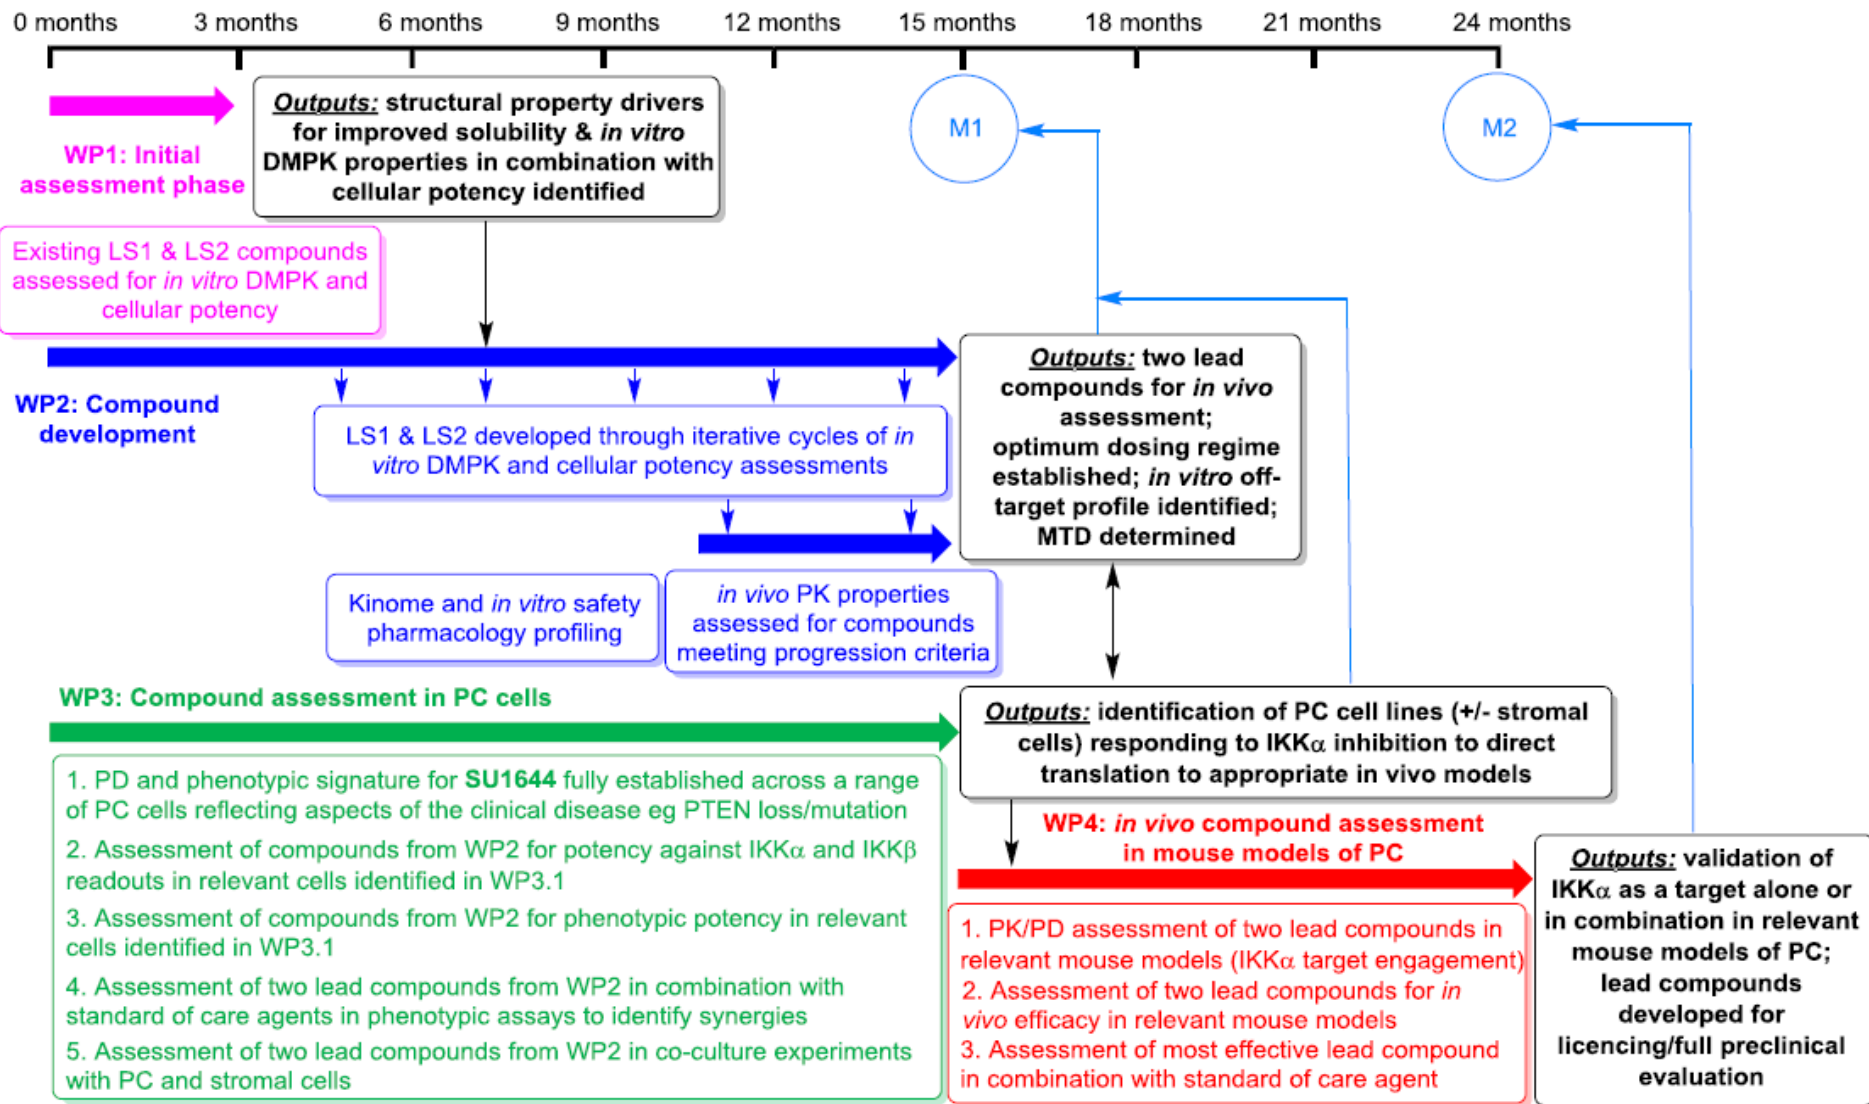 0 months
3 months
6 months
9 months
12 months
15 months
18 months
21 months
24 months
WP1: Initial
assessment phase
Outputs: structural property drivers
for improved solubility & in vitro
DMPK properties in combination with
cellular potency identified
M1
M2
Existing LS1 & LS2 compounds
assessed for in vitro DMPK and
cellular potency
WP2: Compound
development
LS1 & LS2 developed through iterative cycles of in
vitro DMPK and cellular potency assessments
Kinome and in vitro safety
pharmacology profiling
in vivo PK properties
assessed for compounds
meeting progression criteria
Outputs: two lead
compounds for in vivo
assessment;
optimum dosing regime
established; in vitro off-
target profile identified;
MTD determined
WP3: Compound assessment in PC cells
1. PD and phenotypic signature for SU1644 fully established across a range
of PC cells reflecting aspects of the clinical disease eg PTEN loss/mutation
2. Assessment of compounds from WP2 for potency against IKKα and IKKβ
readouts in relevant cells identified in WP3.1
3. Assessment of compounds from WP2 for phenotypic potency in relevant
cells identified in WP3.1
4. Assessment of two lead compounds from WP2 in combination with
standard of care agents in phenotypic assays to identify synergies
5. Assessment of two lead compounds from WP2 in co-culture experiments
with PC and stromal cells
Outputs: identification of PC cell lines (+/- stromal
cells) responding to IKKα inhibition to direct
translation to appropriate in vivo models
WP4: in vivo compound assessment
in mouse models of PC
1. PK/PD assessment of two lead compounds in
relevant mouse models (IKKα target engagement)
2. Assessment of two lead compounds for in
vivo efficacy in relevant mouse models
3. Assessment of most effective lead compound
in combination with standard of care agent
Outputs: validation of
IKKα as a target alone or
in combination in relevant
mouse models of PC;
lead compounds
developed for
licencing/full preclinical
evaluation